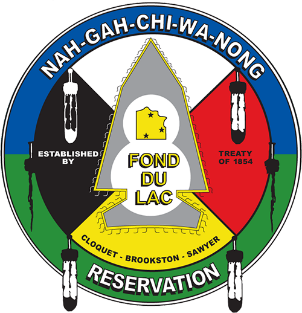 NAH-GAH-CHI-WA-NONG
ESTABLISHED
BY
FOND
DU
LAC
TREATY
OF 1854
CLOQUET - BROOKSTON - SAWYER
RESERVATION